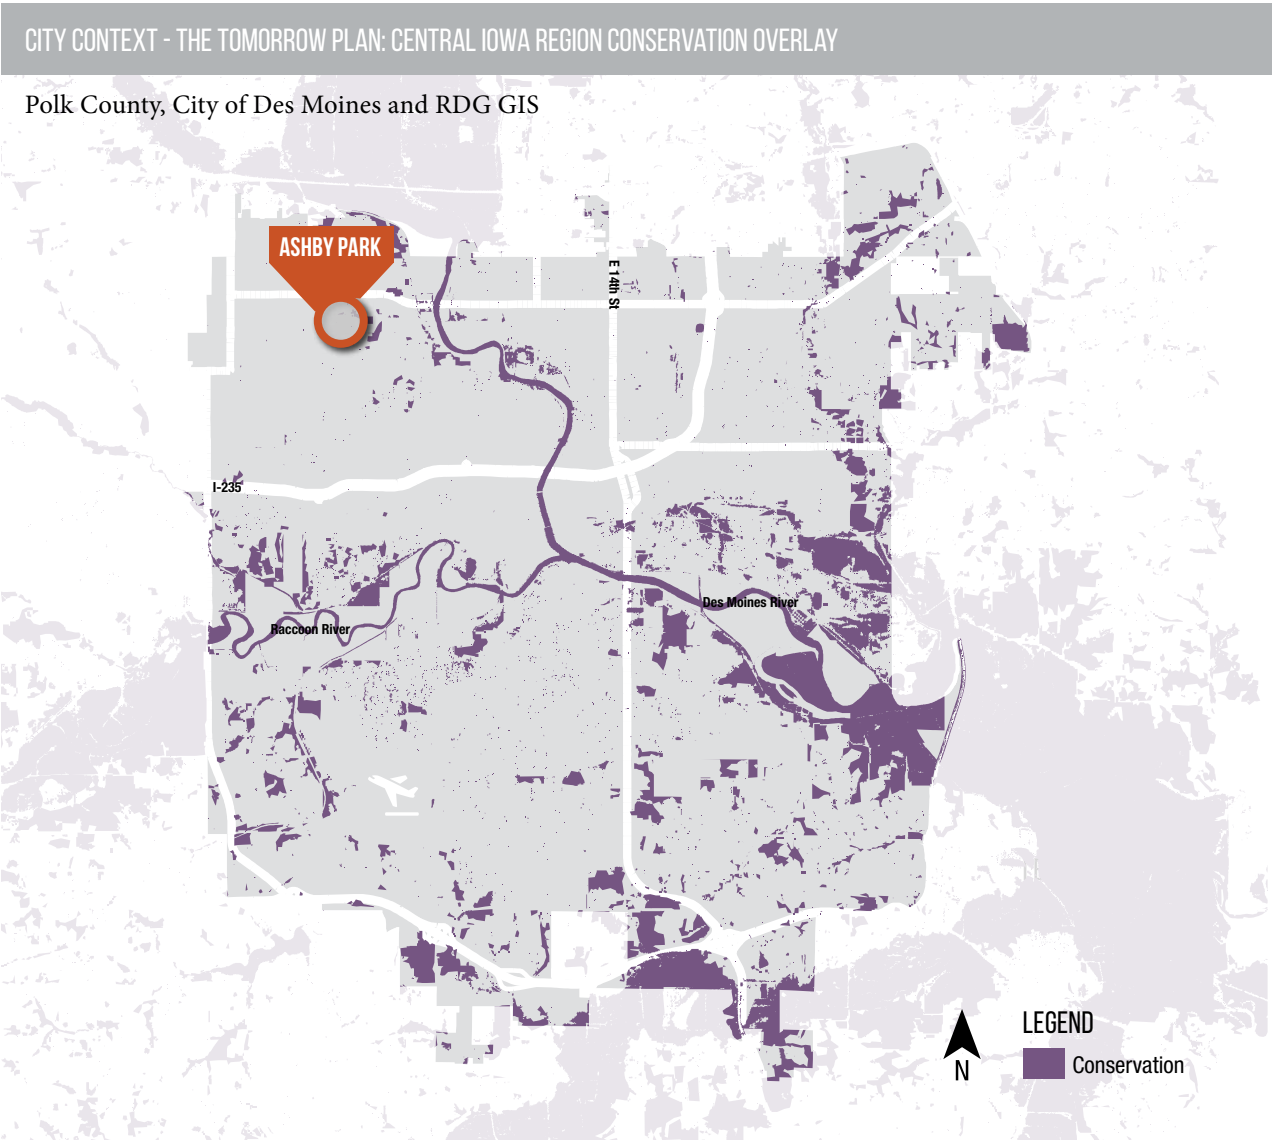 CITY CONTEXT - THE TOMORROW PLAN: CENTRAL IOWA REGION CONSERVATION OVERLAY
Polk County, City of Des Moines and RDG GIS
ASHBY PARK
E 14th St
I-235
Des Moines River
Raccoon River
LEGEND
Conservation
N